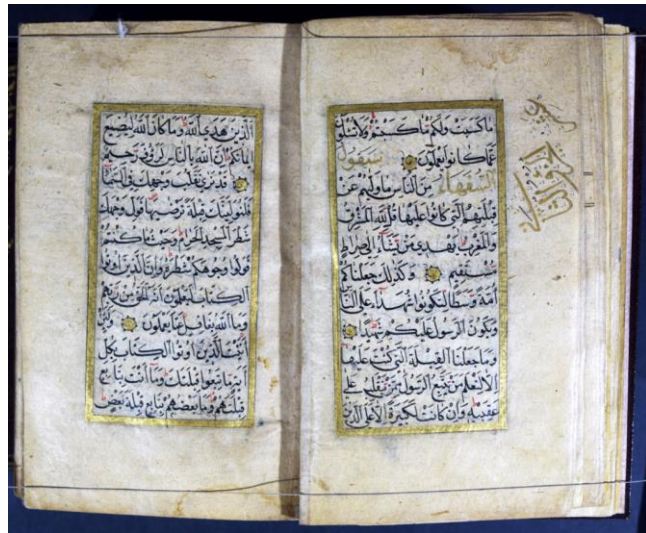 ما كسبت ولكم ما كسبتم ولا تسئلون
عما كانوا يعملون سيقول
السفهاء من الناس ما وليهم عن
قبلتهم التي كانوا عليها قل لله المشرق
والمغرب يهدي من يشاء الى صراط
مستقيم وكذلك جعلناكم
امة وسطا لتكونوا شهداء على الناس
ويكون الرسول عليكم شهيدا
وما جعلنا القبلة التي كنت عليها
الا لنعلم من يتبع الرسول ممن ينقلب على
عقبيه وان كانت لكبيرة الا على الذين
الذين هدى الله وما كان الله ليضيع
ايمانكم ان الله بالناس لرؤف رحيم
قد نرى تقلب وجهك في السماء
فلنولينك قبلة ترضيها فول وجهك
شطر المسجد الحرام وحيث ما كنتم
فولوا وجوهكم شطره وان الذين اوتوا
الكتاب ليعلمون انه الحق من ربهم
وما الله بغافل عما يعملون ولئن
اتيت الذين اوتوا الكتاب بكل
اية ما تبعوا قبلتك وما انت بتابع
قبلتهم وما بعضهم بتابع قبلة بعض